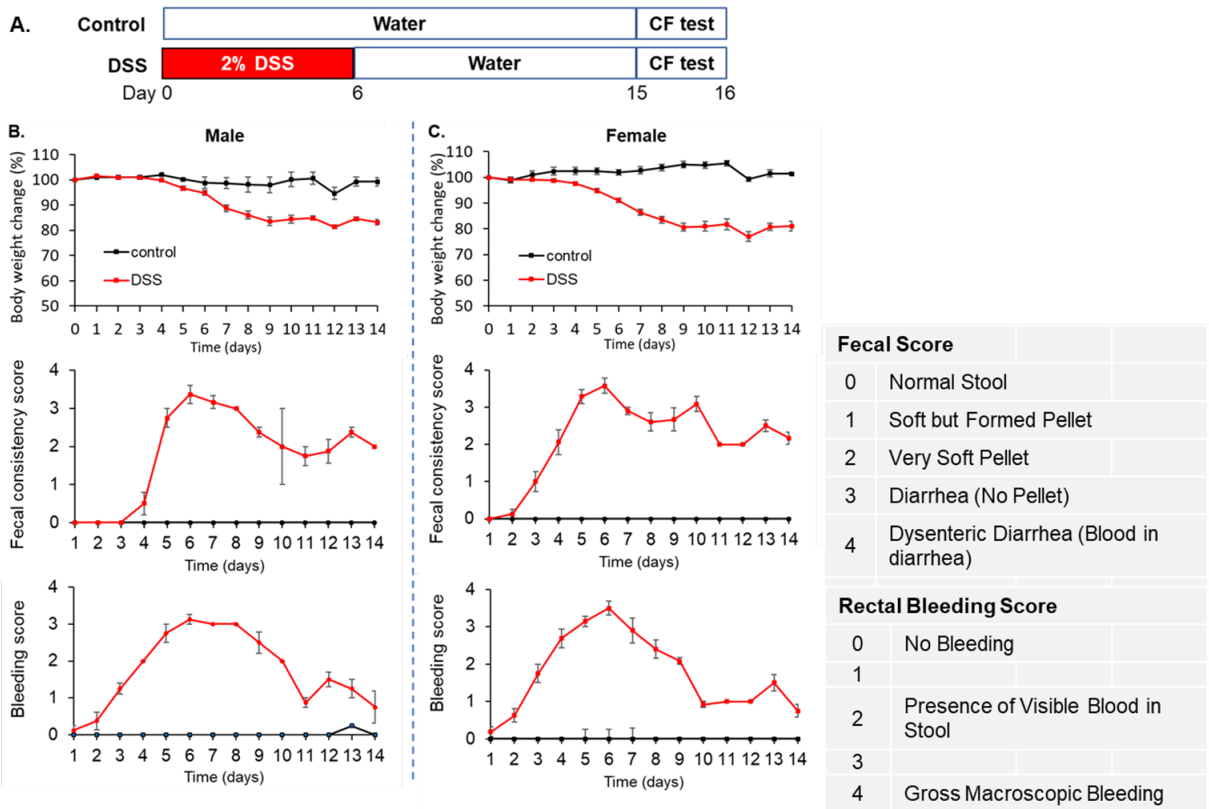 A.
Control
Water
CF test
DSS
2% DSS
Water
CF test
Day 0 6 15 16
B.
Male
Body weight change (%)
110
100
90
80
70
60
50
control
DSS
0 1 2 3 4 5 6 7 8 9 10 11 12 13 14
Time (days)
Fecal consistency score
4
3
2
1
0
1 2 3 4 5 6 7 8 9 10 11 12 13 14
Time (days)
Bleeding score
4
3
2
1
0
1 2 3 4 5 6 7 8 9 10 11 12 13 14
Time (days)
C.
Female
Body weight change (%)
110
100
90
80
70
60
50
control
DSS
0 1 2 3 4 5 6 7 8 9 10 11 12 13 14
Time (days)
Fecal consistency score
4
3
2
1
0
1 2 3 4 5 6 7 8 9 10 11 12 13 14
Time (days)
Bleeding score
4
3
2
1
0
1 2 3 4 5 6 7 8 9 10 11 12 13 14
Time (days)
Fecal Score
0 Normal Stool
1 Soft but Formed Pellet
2 Very Soft Pellet
3 Diarrhea (No Pellet)
4 Dysenteric Diarrhea (Blood in
diarrhea)
Rectal Bleeding Score
0 No Bleeding
1
2 Presence of Visible Blood in
Stool
3
4 Gross Macroscopic Bleeding